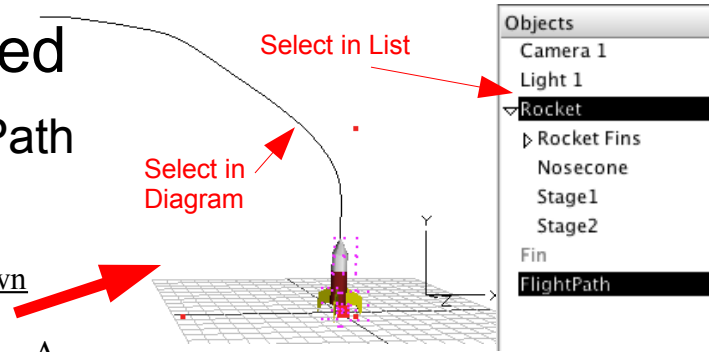 ed
Path
wn
A
Select in List
Select in
Diagram
Y
X
Z
Objects
Camera 1
Light 1
Rocket
Rocket Fins
Nosecone
Stage1
Stage2
Fin
FlightPath